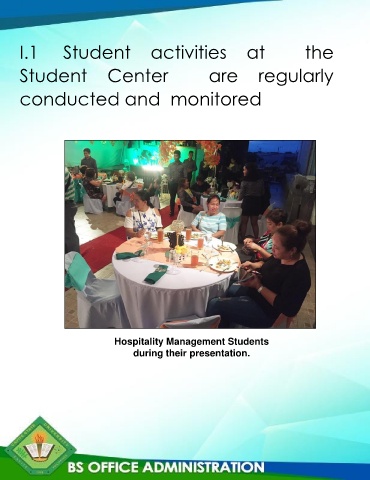 I.1 Student activities at the
Student Center are regularly
conducted and monitored
Hospitality Management Students
during their presentation.
BS OFFICE ADMINISTRATION